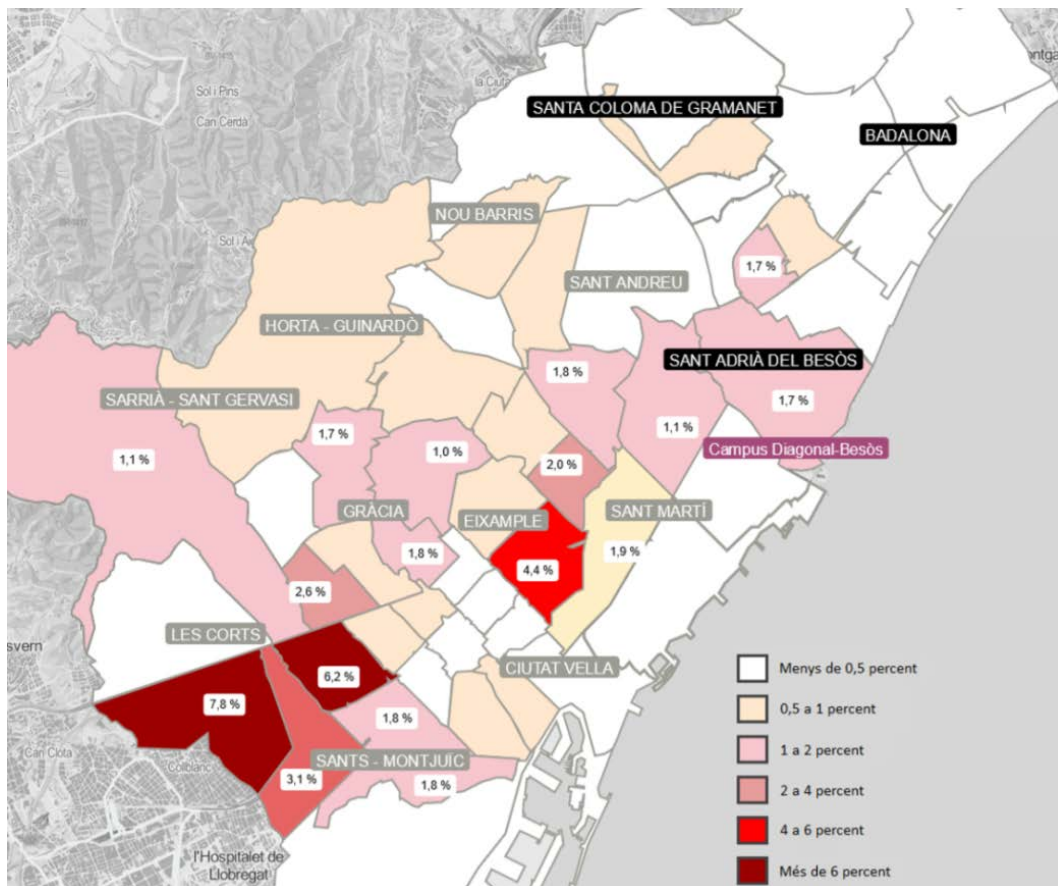 Sol i Pins
Can Cerdà
la Ciuta
SANTA COLOMA DE GRAMANET
BADALONA
NOU BARRIS
SANT ANDREU
1,7 %
HORTA - GUINARDÒ
SANT ADRIÀ DEL BESÒS
1,8 %
SARRIÀ - SANT GERVASI
1,7 %
1,7 %
1,1 %
1,1 %
1,0 %
2,0 %
Campus Diagonal-Besòs
GRÀCIA
EIXAMPLE
SANT MARTÍ
1,8 %
1,9 %
4,4 %
2,6 %
LES CORTS
svern
CIUTAT VELLA
Menys de 0,5 percent
6,2 %
7,8 %
0,5 a 1 percent
1,8 %
Can Clota
1 a 2 percent
SANTS - MONTJUÏC
Collblanc
3,1 %
1,8 %
2 a 4 percent
4 a 6 percent
l'Hospitalet de
Llobregat
Més de 6 percent